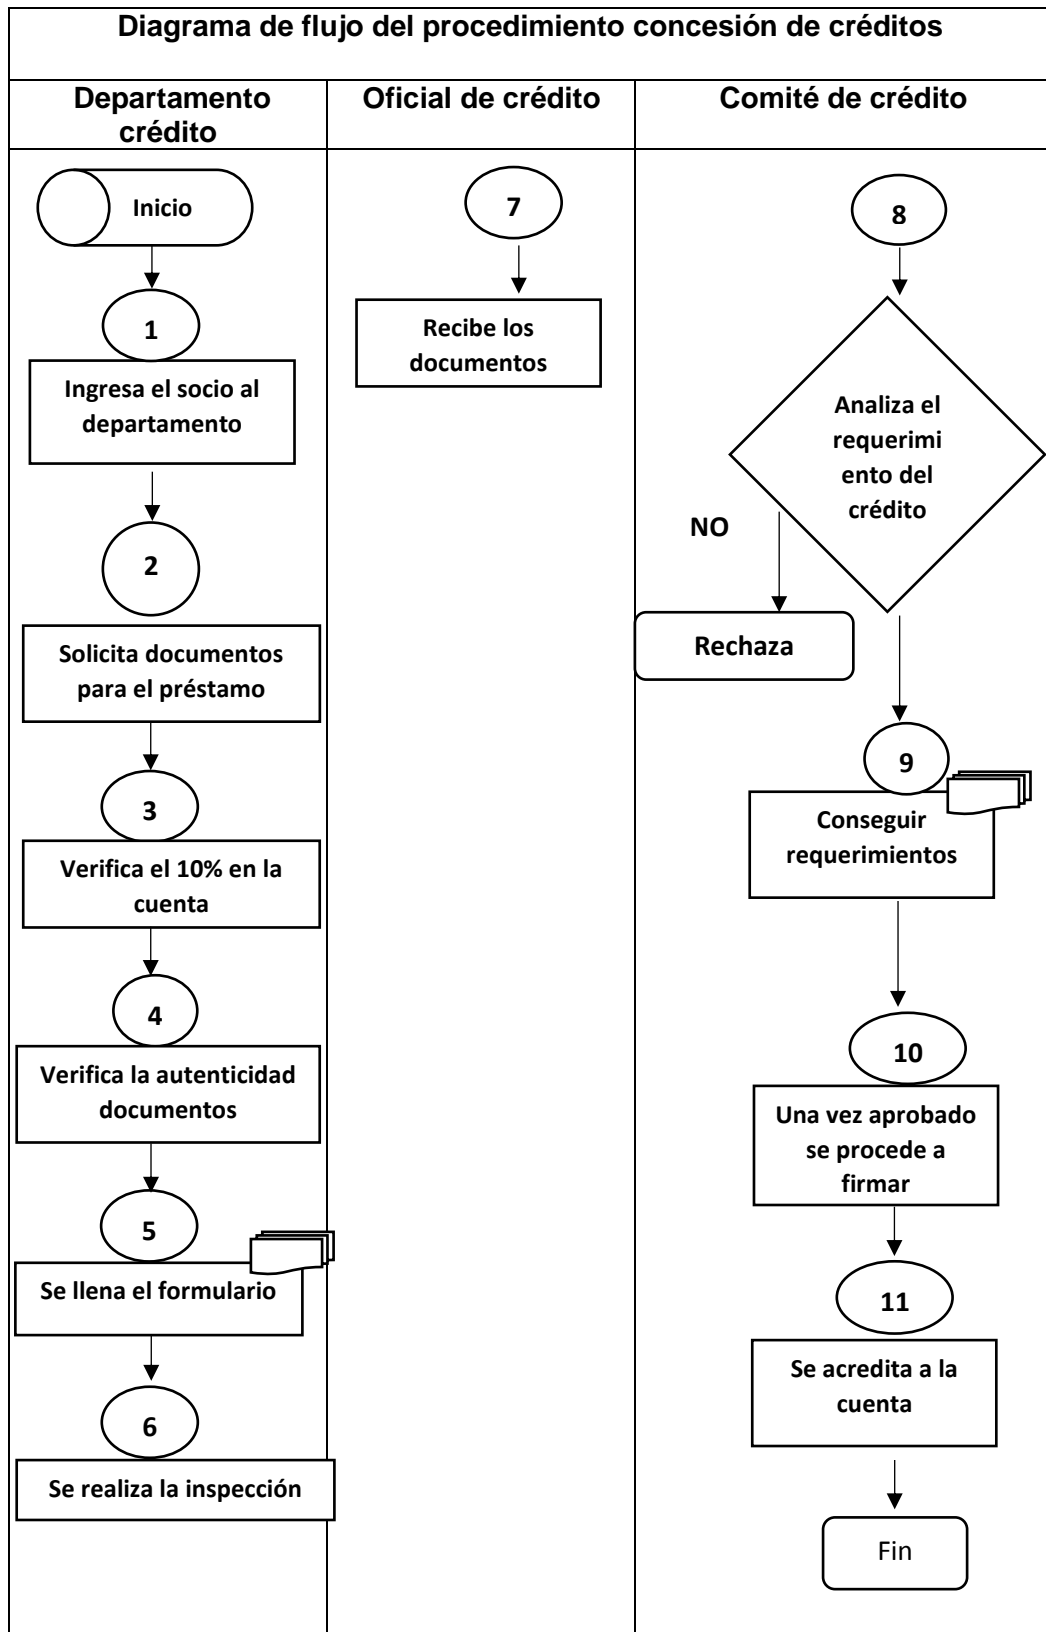 Diagrama de flujo del procedimiento concesión de créditos
Departamento
crédito
Oficial de crédito
Comité de crédito
Inicio
1
Ingresa el socio al
departamento
2
Solicita documentos
para el préstamo
3
Verifica el 10% en la
cuenta
4
Verifica la autenticidad
documentos
5
Se llena el formulario
6
Se realiza la inspección
7
Recibe los
documentos
8
Analiza el
requerimi
ento del
crédito
NO
Rechaza
9
Conseguir
requerimientos
10
Una vez aprobado
se procede a
firmar
11
Se acredita a la
cuenta
Fin